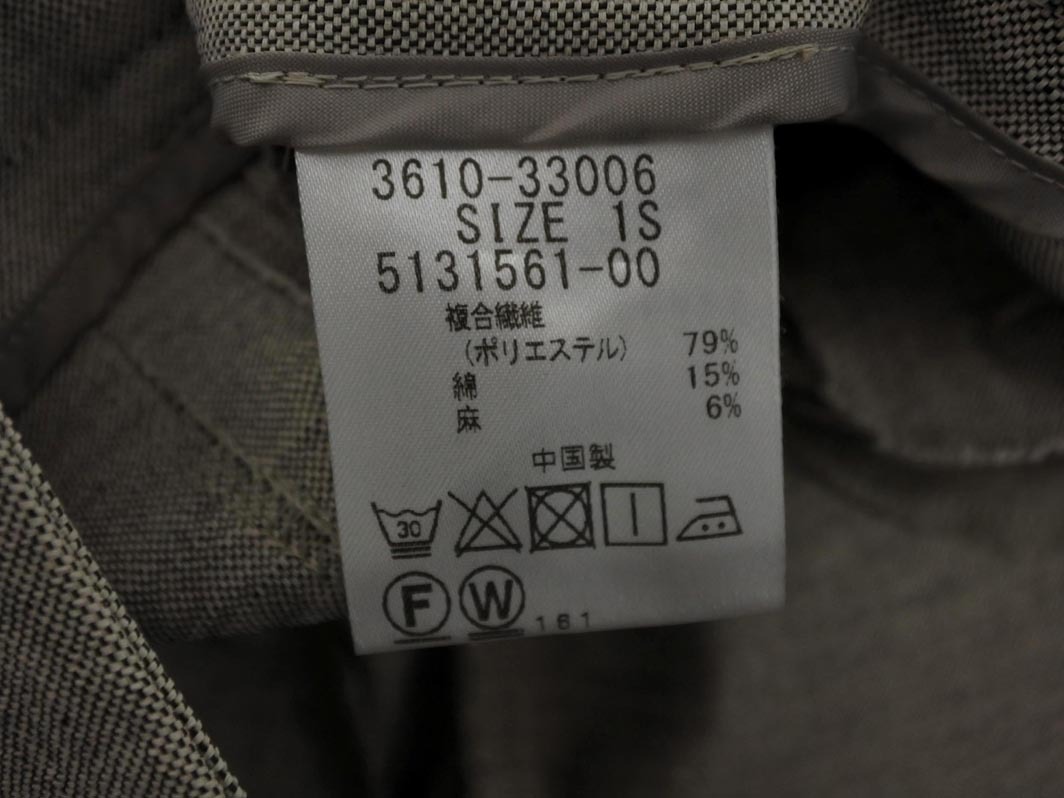 3610-33006
SIZE 1S
5131561-00
複合繊維
(ポリエステル) 79%
綿 15%
麻 6%
中国製
30
F W 161